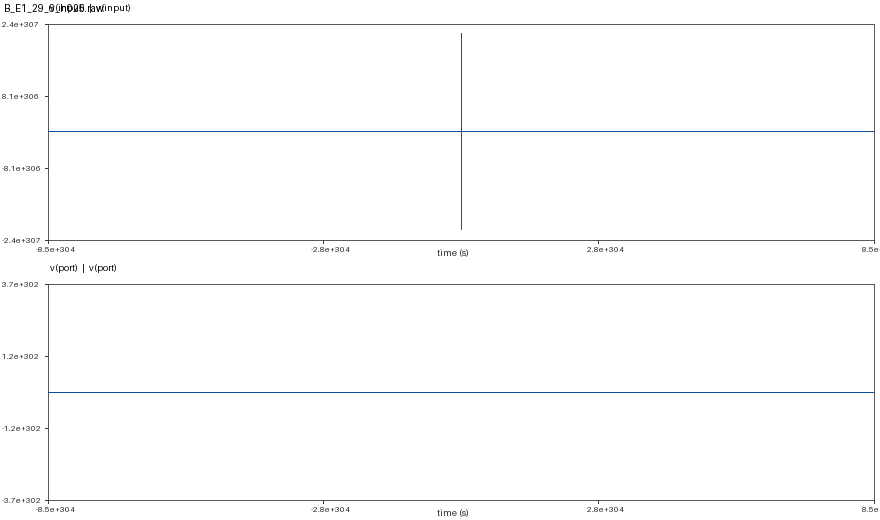 B_E1_29_
input)
2.4e+307
8.1e+306
-8.1e+306
-2.4e+307
-8.5e+304
-2.8e+304
2.8e+304
8.5e
time (s)
v(port) | v(port)
3.7e+302
1.2e+302
-1.2e+302
-3.7e+302
-8.5e+304
-2.8e+304
2.8e+304
8.5e
time (s)